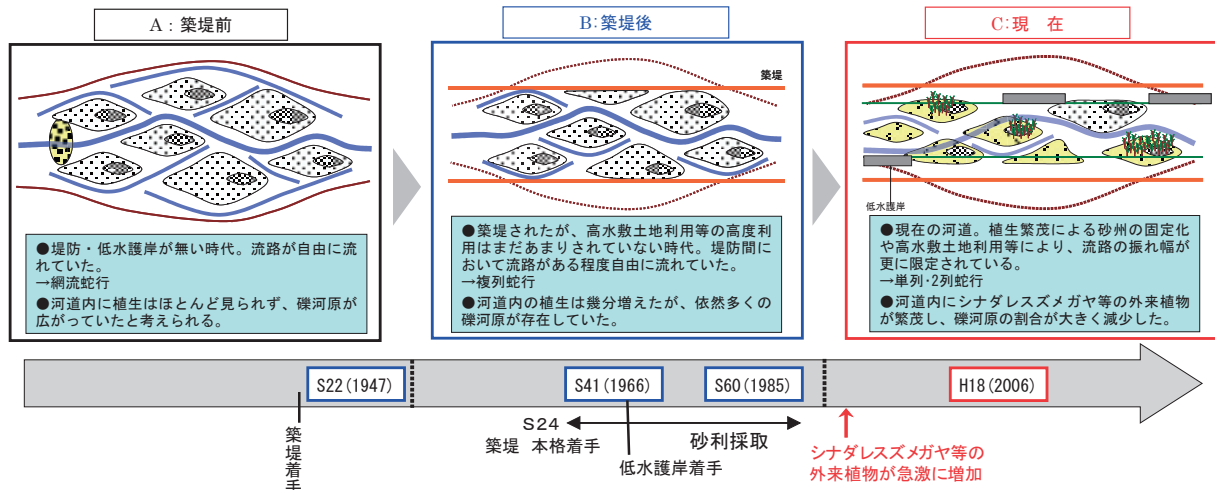 A：築堤前
B:築堤後
C:現　在
築堤
低水護岸
●堤防・低水護岸が無い時代。流路が自由に流
れていた。
→網流蛇行
●河道内に植生はほとんど見られず、礫河原が
広がっていたと考えられる。
●築堤されたが、高水敷土地利用等の高度利
用はまだあまりされていない時代。堤防間に
おいて流路がある程度自由に流れていた。
→複列蛇行
●河道内の植生は幾分増えたが、依然多くの
礫河原が存在していた。
●現在の河道。植生繁茂による砂州の固定化
や高水敷土地利用等により、流路の振れ幅が
更に限定されている。
→単列・2列蛇行
●河道内にシナダレスズメガヤ等の外来植物
が繁茂し、礫河原の割合が大きく減少した。
S22(1947)
S41(1966)
S60(1985)
H18(2006)
築堤着手
S24
築堤 本格着手
砂利採取
低水護岸着手
シナダレスズメガヤ等の
外来植物が急激に増加